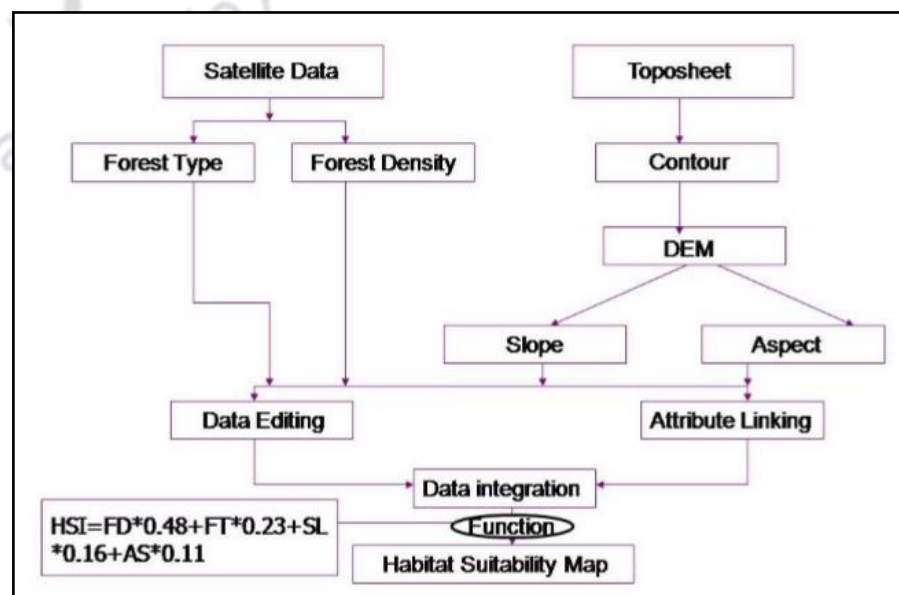 Satellite Data
Toposheet
Forest Type
Forest Density
Contour
DEM
Slope
Aspect
Data Editing
Attribute Linking
Data integration
HSI=FD*0.48+FT*0.23+SL
*0.16+AS*0.11
Function
Habitat Suitability Map